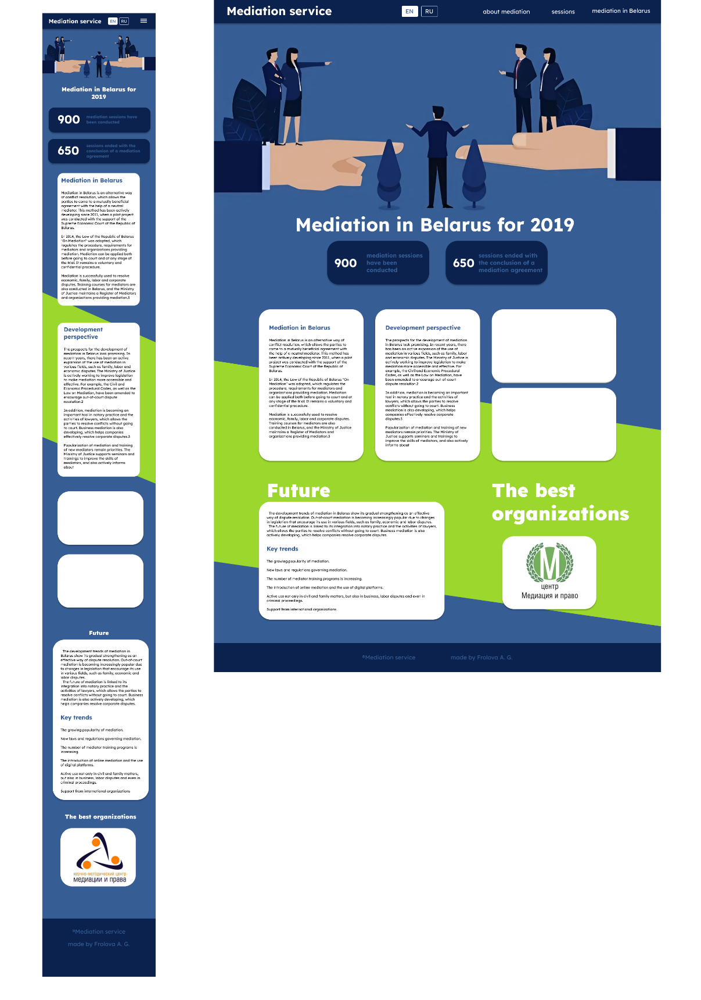 Mediation service
EN
RU
Mediation in Belarus for
2019
900
mediation sessions have
been conducted
650
sessions ended with the
conclusion of a mediation
agreement
Mediation in Belarus
Mediation in Belarus is an alternative way
of conflict resolution, which allows the
parties to come to a mutually beneficial
agreement with the help of a neutral
mediator. This method has been actively
developing since 2011, when a pilot project
was conducted with the support of the
Supreme Economic Court of the Republic of
Belarus.
In 2014, the Law of the Republic of Belarus
"On Mediation" was adopted, which
regulates the procedure, requirements for
mediators and organizations providing
mediation. Mediation can be applied both
before going to court and at any stage of
the trial. It remains a voluntary and
confidential procedure.
Mediation is successfully used to resolve
economic, family, labor and corporate
disputes. Training courses for mediators are
also conducted in Belarus, and the Ministry
of Justice maintains a Register of Mediators
and organizations providing mediation.3
Development
perspective
The prospects for the development of
mediation in Belarus look promising. In
recent years, there has been an active
expansion of the use of mediation in
various fields, such as family, labor and
economic disputes. The Ministry of Justice
is actively working to improve legislation
to make mediation more accessible and
effective. For example, the Civil and
Economic Procedural Codes, as well as the
Law on Mediation, have been amended to
encourage out-of-court dispute
resolution.2
In addition, mediation is becoming an
important tool in notary practice and the
activities of lawyers, which allows the
parties to resolve conflicts without going
to court. Business mediation is also
developing, which helps companies
effectively resolve corporate disputes.3
Popularization of mediation and training
of new mediators remain priorities. The
Ministry of Justice supports seminars and
trainings to improve the skills of
mediators, and also actively informs
about
Future
The development trends of mediation in
Belarus show its gradual strengthening as an
effective way of dispute resolution. Out-of-court
mediation is becoming increasingly popular due
to changes in legislation that encourage its use
in various fields, such as family, economic and
labor disputes.
The future of mediation is linked to its
integration into notary practice and the
activities of lawyers, which allows the parties to
resolve conflicts without going to court. Business
mediation is also actively developing, which
helps companies resolve corporate disputes.
Key trends
The growing popularity of mediation.
New laws and regulations governing mediation.
The number of mediator training programs is
increasing.
The introduction of online mediation and the use
of digital platforms.
Active use not only in civil and family matters,
but also in business, labor disputes and even in
criminal proceedings.
Support from international organizations
The best organizations
научно-методический центр
медиации и права
®Mediation service
made by Frolova A. G.
Mediation service
EN
RU
about mediation
sessions
mediation in Belarus
Mediation in Belarus for 2019
900
mediation sessions
have been
conducted
650
sessions ended with
the conclusion of a
mediation agreement
Mediation in Belarus
Mediation in Belarus is an alternative way of
conflict resolution, which allows the parties to
come to a mutually beneficial agreement with
the help of a neutral mediator. This method has
been actively developing since 2011, when a pilot
project was conducted with the support of the
Supreme Economic Court of the Republic of
Belarus.
In 2014, the Law of the Republic of Belarus "On
Mediation" was adopted, which regulates the
procedure, requirements for mediators and
organizations providing mediation. Mediation
can be applied both before going to court and at
any stage of the trial. It remains a voluntary and
confidential procedure.
Mediation is successfully used to resolve
economic, family, labor and corporate disputes.
Training courses for mediators are also
conducted in Belarus, and the Ministry of Justice
maintains a Register of Mediators and
organizations providing mediation.3
Development perspective
The prospects for the development of mediation
in Belarus look promising. In recent years, there
has been an active expansion of the use of
mediation in various fields, such as family, labor
and economic disputes. The Ministry of Justice is
actively working to improve legislation to make
mediation more accessible and effective. For
example, the Civil and Economic Procedural
Codes, as well as the Law on Mediation, have
been amended to encourage out-of-court
dispute resolution.2
In addition, mediation is becoming an important
tool in notary practice and the activities of
lawyers, which allows the parties to resolve
conflicts without going to court. Business
mediation is also developing, which helps
companies effectively resolve corporate
disputes.3
Popularization of mediation and training of new
mediators remain priorities. The Ministry of
Justice supports seminars and trainings to
improve the skills of mediators, and also actively
informs about
Future
The development trends of mediation in Belarus show its gradual strengthening as an effective
way of dispute resolution. Out-of-court mediation is becoming increasingly popular due to changes
in legislation that encourage its use in various fields, such as family, economic and labor disputes.
The future of mediation is linked to its integration into notary practice and the activities of lawyers,
which allows the parties to resolve conflicts without going to court. Business mediation is also
actively developing, which helps companies resolve corporate disputes.
Key trends
The growing popularity of mediation.
New laws and regulations governing mediation.
The number of mediator training programs is increasing.
The introduction of online mediation and the use of digital platforms.
Active use not only in civil and family matters, but also in business, labor disputes and even in
criminal proceedings.
Support from international organizations
The best
organizations
М
центр
Медиация и право
®Mediation service
made by Frolova A. G.